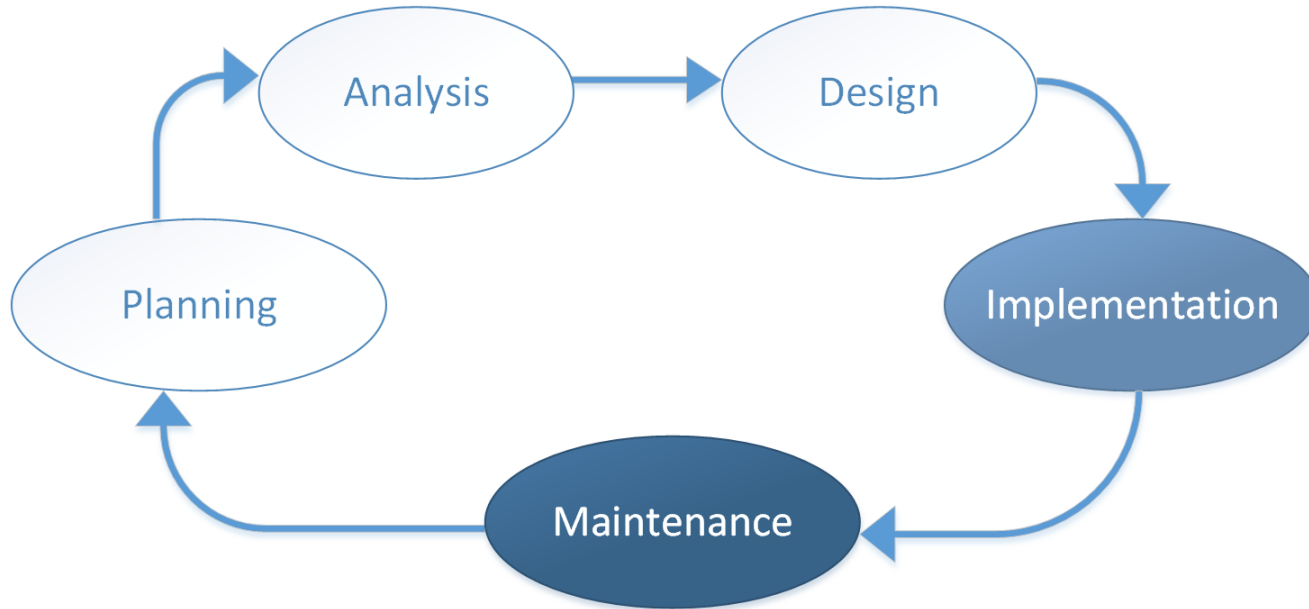 Analysis
Design
Planning
Implementation
Maintenance